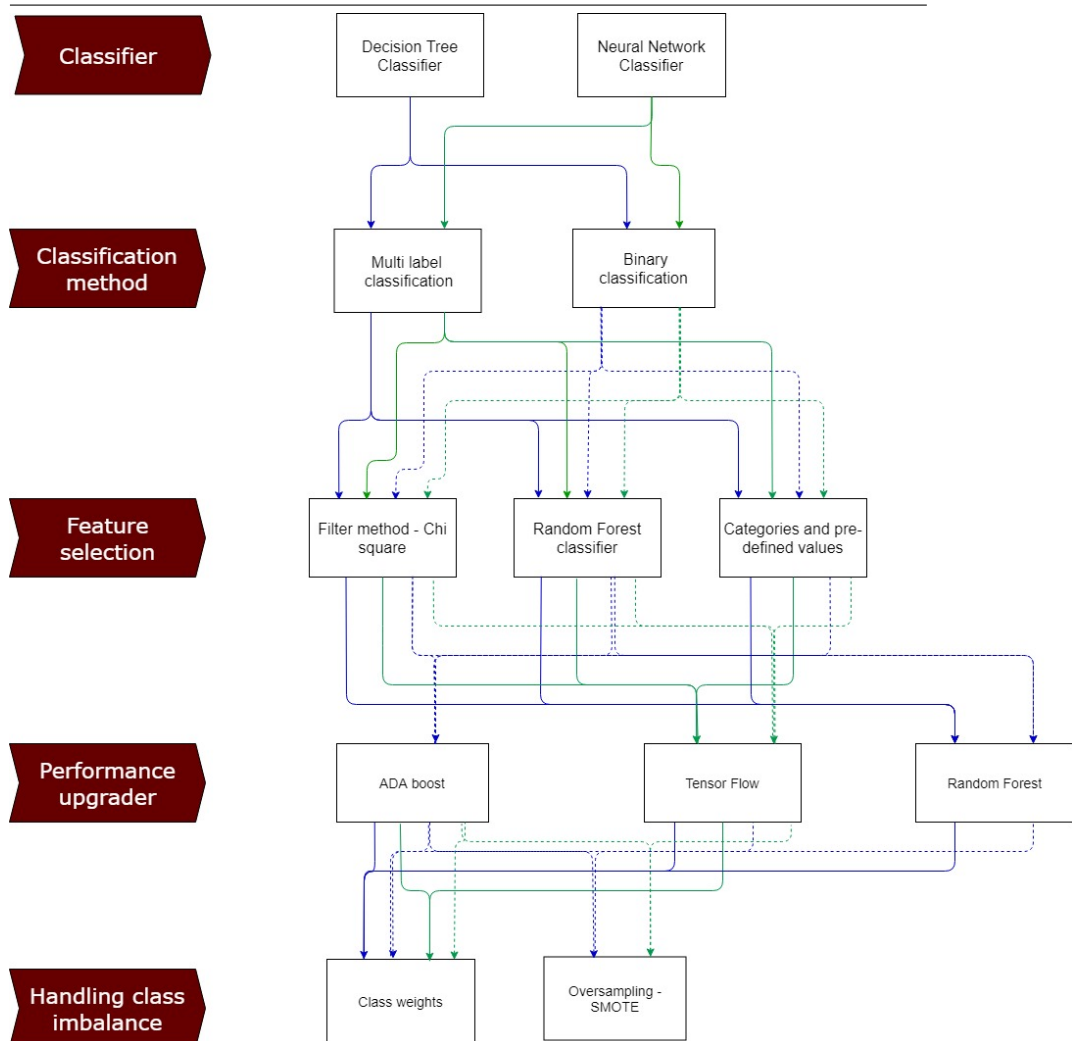 Classifier
Decision Tree
Classifier
Neural Network
Classifier
Classification
method
Multi label
classification
Binary
classification
Feature
selection
Filter method - Chi
square
Random Forest
classifier
Categories and pre-
defined values
Performance
upgrader
ADA boost
Tensor Flow
Random Forest
Handling class
imbalance
Class weights
Oversampling -
SMOTE